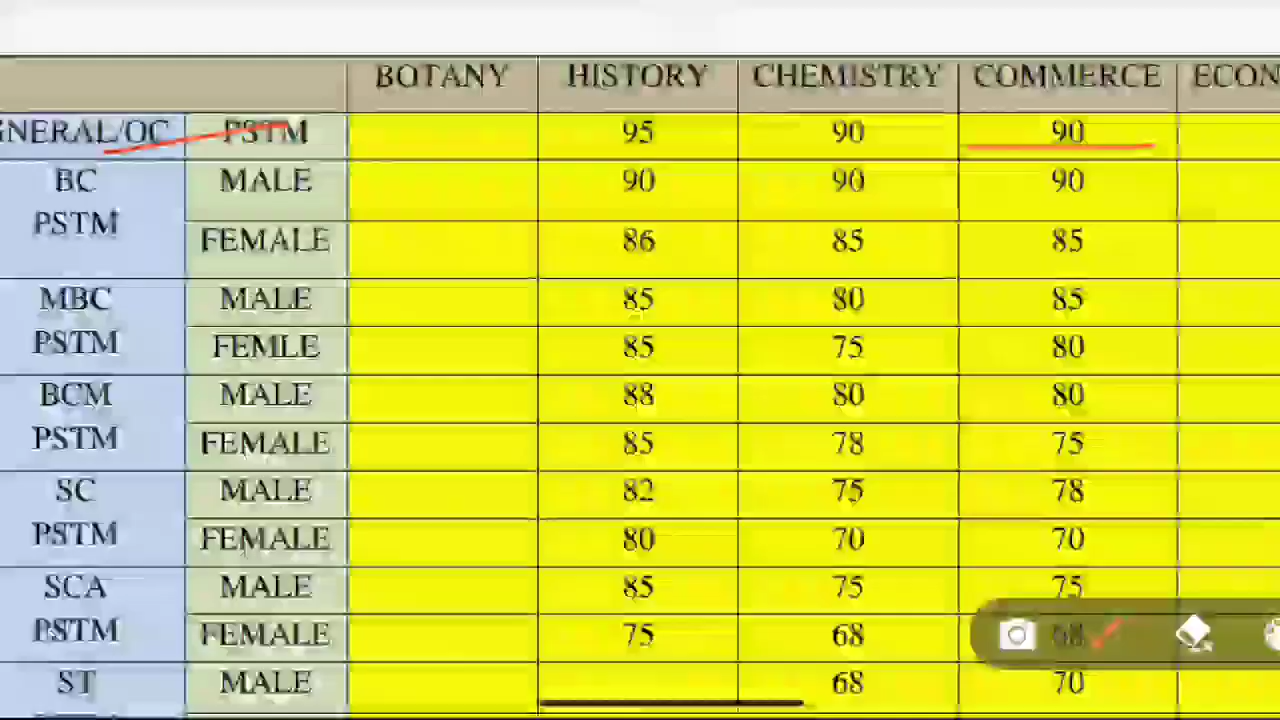 BOTANY HISTORY CHEMISTRY COMMERCE ECON
GNERAL/OC PSTM 95 90 90
BC MALE 90 90 90
PSTM
FEMALE 86 85 85
MBC MALE 85 80 85
PSTM FEMLE 85 75 80
BCM MALE 88 80 80
PSTM FEMALE 85 78 75
SC MALE 82 75 78
PSTM FEMALE 80 70 70
SCA MALE 85 75 75
PSTM FEMALE 75 68 68
ST MALE 68 70